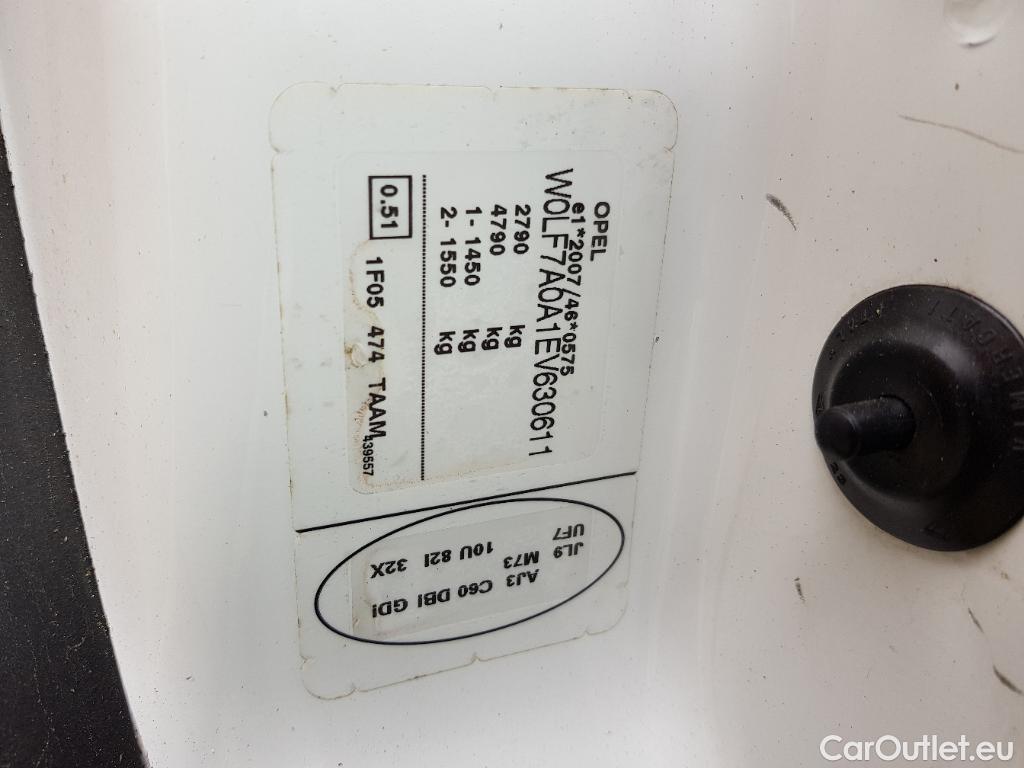 OPEL
e1*2007/46*0575
W0LF7A0A1EV630611
2790 kg
4790 kg
1- 1450 kg
2- 1550 kg
0.51 1F05 474 TAAM 439557
AJ3 C60 DBI GDI
JL9 M73 10U 82I 32X
UF7
CarOutlet.eu